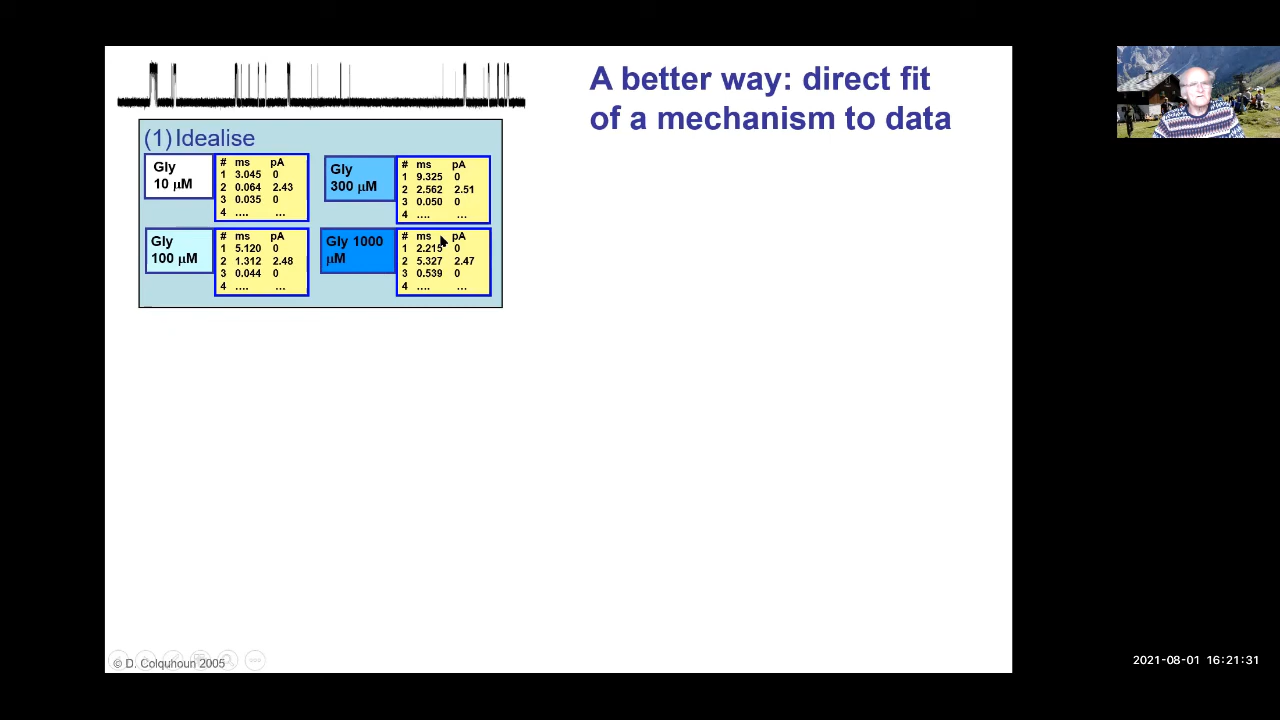 A better way: direct fit
of a mechanism to data
(1) Idealise
Gly
10 μM
# ms pA
1 3.045 0
2 0.064 2.43
3 0.035 0
4 .... ...
Gly
300 μM
# ms pA
1 9.325 0
2 2.562 2.51
3 0.050 0
4 .... ...
Gly
100 μM
# ms pA
1 5.120 0
2 1.312 2.48
3 0.044 0
4 .... ...
Gly 1000
μM
# ms pA
1 2.215 0
2 5.327 2.47
3 0.539 0
4 .... ...
© D. Colquhoun 2005
2021-08-01 16:21:31